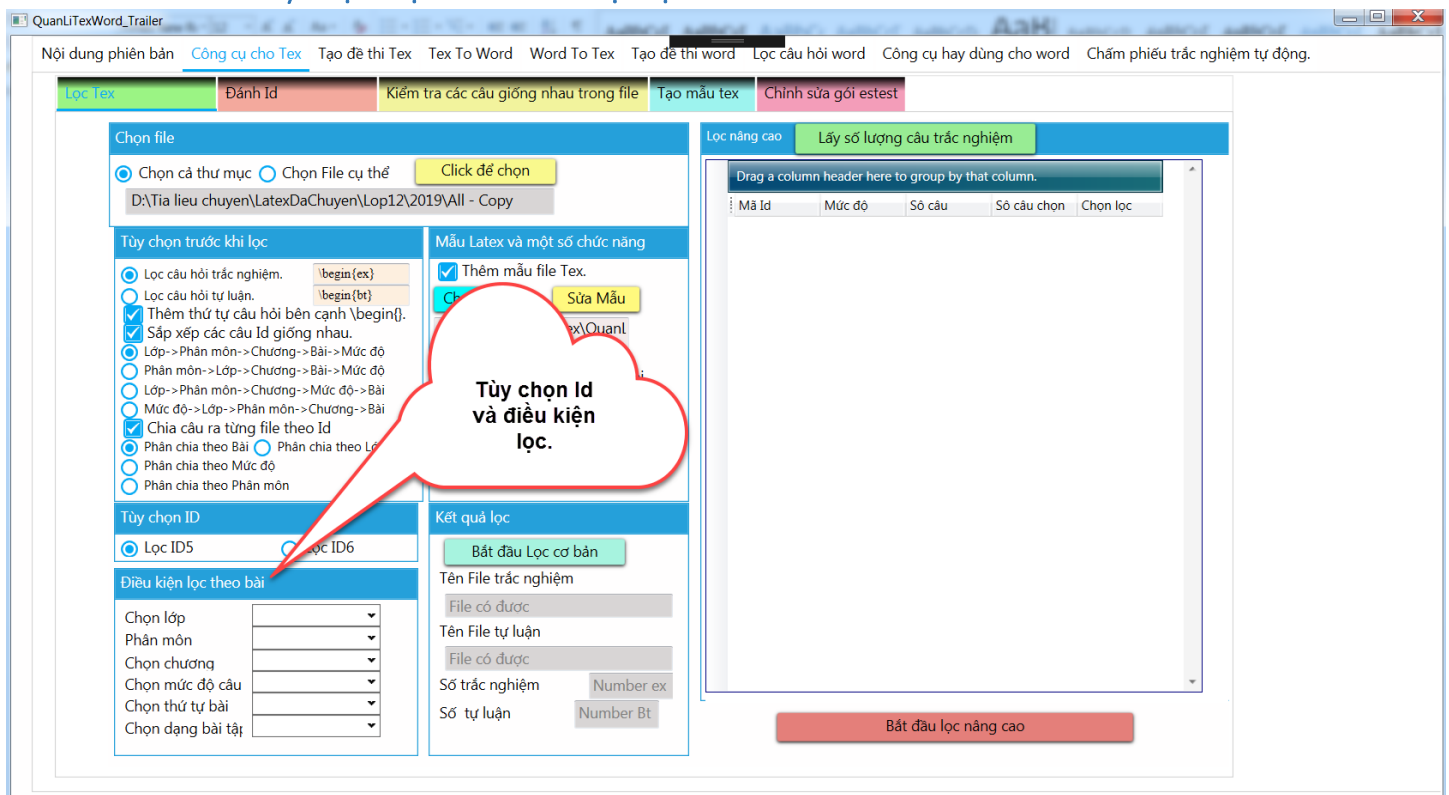 QuanLiTexWord_Trailer
Nội dung phiên bản Công cụ cho Tex Tạo đề thi Tex Tex To Word Word To Tex Tạo đề thi word Lọc câu hỏi word Công cụ hay dùng cho word Chấm phiếu trắc nghiệm tự động.
Lọc Tex Đánh Id Kiểm tra các câu giống nhau trong file Tạo mẫu tex Chỉnh sửa gói estest
Chọn file
Chọn cả thư mục Chọn File cụ thể Click để chọn
D:\Tia lieu chuyen\LatexDaChuyen\Lop12\2019\All - Copy
Tùy chọn trước khi lọc
Lọc câu hỏi trắc nghiệm. \begin{ex}
Lọc câu hỏi tự luận. \begin{bt}
Thêm thứ tự câu hỏi bên cạnh \begin{}.
Sắp xếp các câu Id giống nhau.
Lớp->Phân môn->Chương->Bài->Mức độ
Phân môn->Lớp->Chương->Bài->Mức độ
Lớp->Phân môn->Chương->Mức độ->Bài
Mức độ->Lớp->Phân môn->Chương->Bài
Chia câu ra từng file theo Id
Phân chia theo Bài Phân chia theo
Phân chia theo Mức độ
Phân chia theo Phân môn
Mẫu Latex và một số chức năng
Thêm mẫu file Tex.
Sửa Mẫu
ex\Quanl
Tùy chọn Id
và điều kiện
lọc.
Tùy chọn ID
Lọc ID5 Lọc ID6
Điều kiện lọc theo bài
Chọn lớp
Phân môn
Chọn chương
Chọn mức độ câu
Chọn thứ tự bài
Chọn dạng bài tập
Kết quả lọc
Bắt đầu Lọc cơ bản
Tên File trắc nghiệm
File có được
Tên File tự luận
File có được
Số trắc nghiệm Number ex
Số tự luận Number Bt
Lọc nâng cao Lấy số lượng câu trắc nghiệm
Drag a column header here to group by that column.
Mã Id Mức độ Số câu Số câu chọn Chọn lọc
Bắt đầu lọc nâng cao